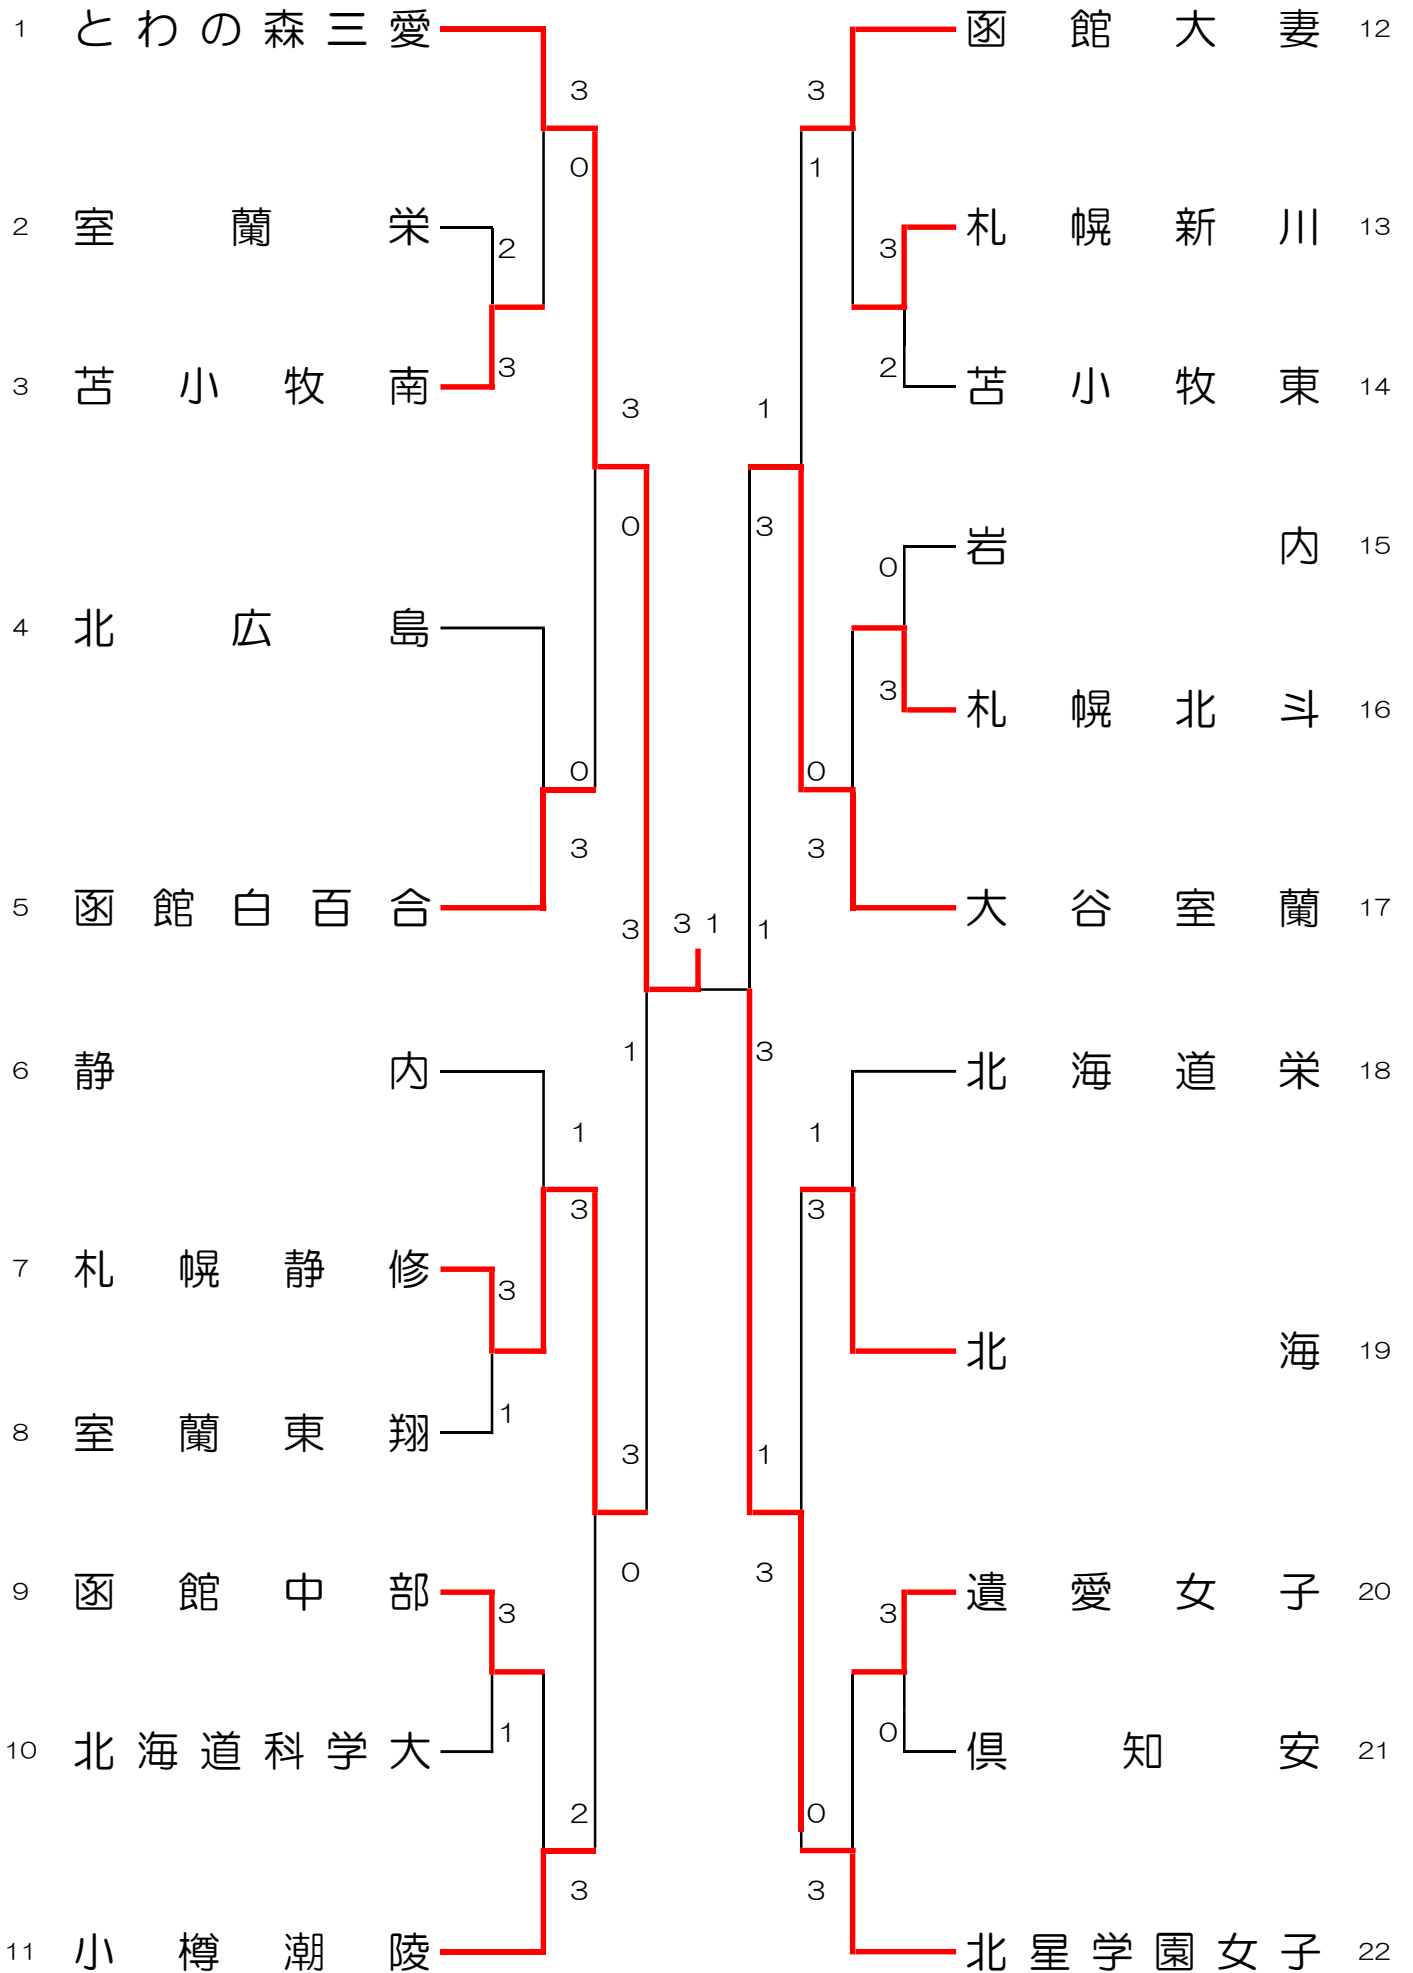 1 とわの森三愛
3
0
2 室蘭栄
2
3 苫小牧南
3
3
0
4 北広島
0
3
5 函館白百合
3
1
6 静内
1
3
7 札幌静修
3
8 室蘭東翔
1
3
0
9 函館中部
3
10 北海道科学大
1
2
3
11 小樽潮陵
3 1
函館大妻 12
3
1
札幌新川 13
3
苫小牧東 14
2
1
3
岩内 15
0
札幌北斗 16
3
0
3
大谷室蘭 17
1
3
北海道栄 18
1
3
北海 19
1
3
遺愛女子 20
3
倶知安 21
0
0
3
北星学園女子 22